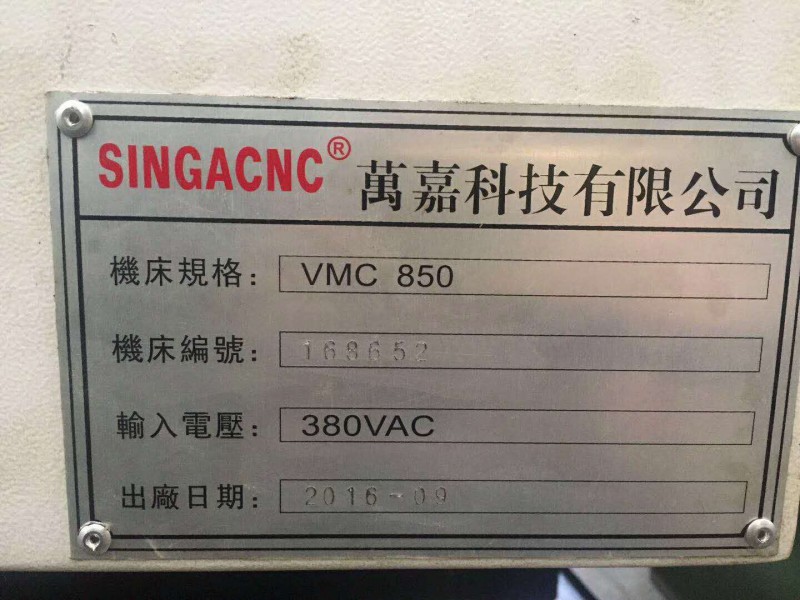 SINGACNC® 萬嘉科技有限公司
機床規格: VMC 850
機床編號: 168652
輸入電壓: 380VAC
出廠日期: 2016-09